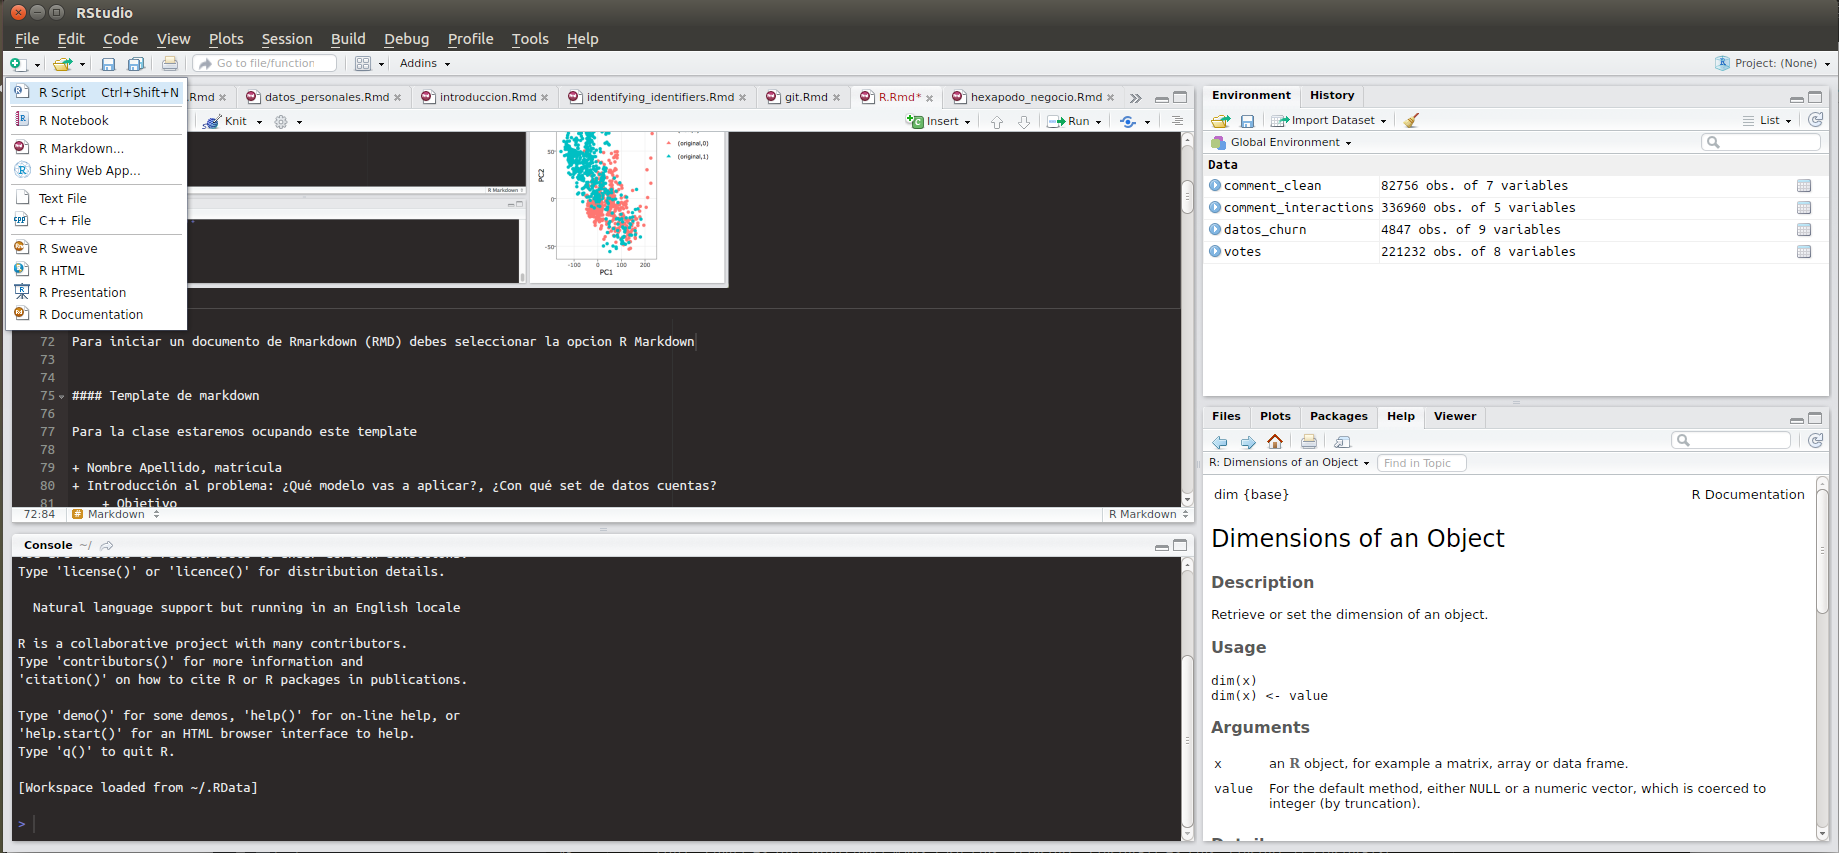 RStudio
File Edit Code View Plots Session Build Debug Profile Tools Help
Go to file/function Addins Project: (None)
R Script Ctrl+Shift+N
R Notebook
R Markdown...
Shiny Web App...
Text File
C++ File
R Sweave
R HTML
R Presentation
R Documentation
.Rmd datos_personales.Rmd introduccion.Rmd identifying_identifiers.Rmd git.Rmd R.Rmd* hexapodo_negocio.Rmd
Knit Insert Run
R Markdown
PC2
50
0
-50
-100 0 100 200
PC1
(original,0)
(original,1)
72 Para iniciar un documento de Rmarkdown (RMD) debes seleccionar la opcion R Markdown
73
74
75 #### Template de markdown
76
77 Para la clase estaremos ocupando este template
78
79 + Nombre Apellido, matrícula
80 + Introducción al problema: ¿Qué modelo vas a aplicar?, ¿Con qué set de datos cuentas?
81 + Objetivo
72:84 # Markdown R Markdown
Console ~/
Type 'license()' or 'licence()' for distribution details.
Natural language support but running in an English locale
R is a collaborative project with many contributors.
Type 'contributors()' for more information and
'citation()' on how to cite R or R packages in publications.
Type 'demo()' for some demos, 'help()' for on-line help, or
'help.start()' for an HTML browser interface to help.
Type 'q()' to quit R.
[Workspace loaded from ~/.RData]
>
Environment History
Import Dataset List
Global Environment
Data
comment_clean 82756 obs. of 7 variables
comment_interactions 336960 obs. of 5 variables
datos_churn 4847 obs. of 9 variables
votes 221232 obs. of 8 variables
Files Plots Packages Help Viewer
R: Dimensions of an Object Find in Topic
dim {base} R Documentation
Dimensions of an Object
Description
Retrieve or set the dimension of an object.
Usage
dim(x)
dim(x) <- value
Arguments
x an R object, for example a matrix, array or data frame.
value For the default method, either NULL or a numeric vector, which is coerced to
integer (by truncation).